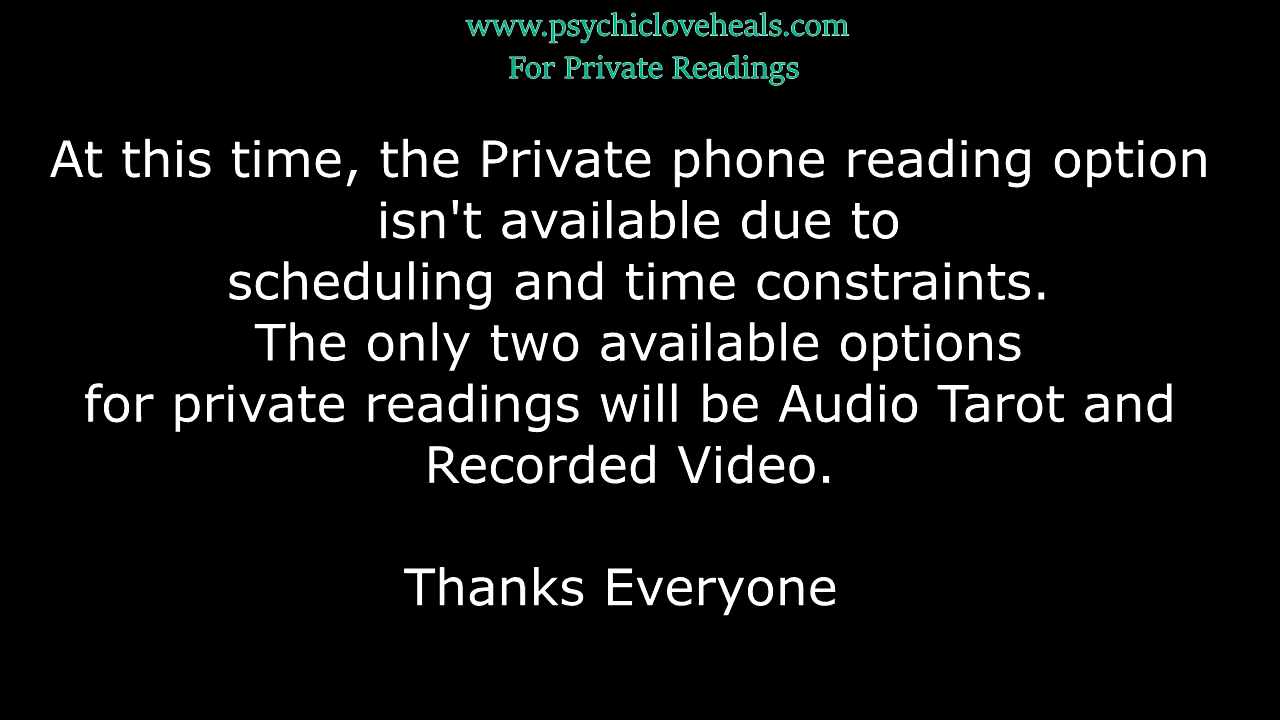 www.psychicloveheals.com
For Private Readings
At this time, the Private phone reading option
isn't available due to
scheduling and time constraints.
The only two available options
for private readings will be Audio Tarot and
Recorded Video.
Thanks Everyone